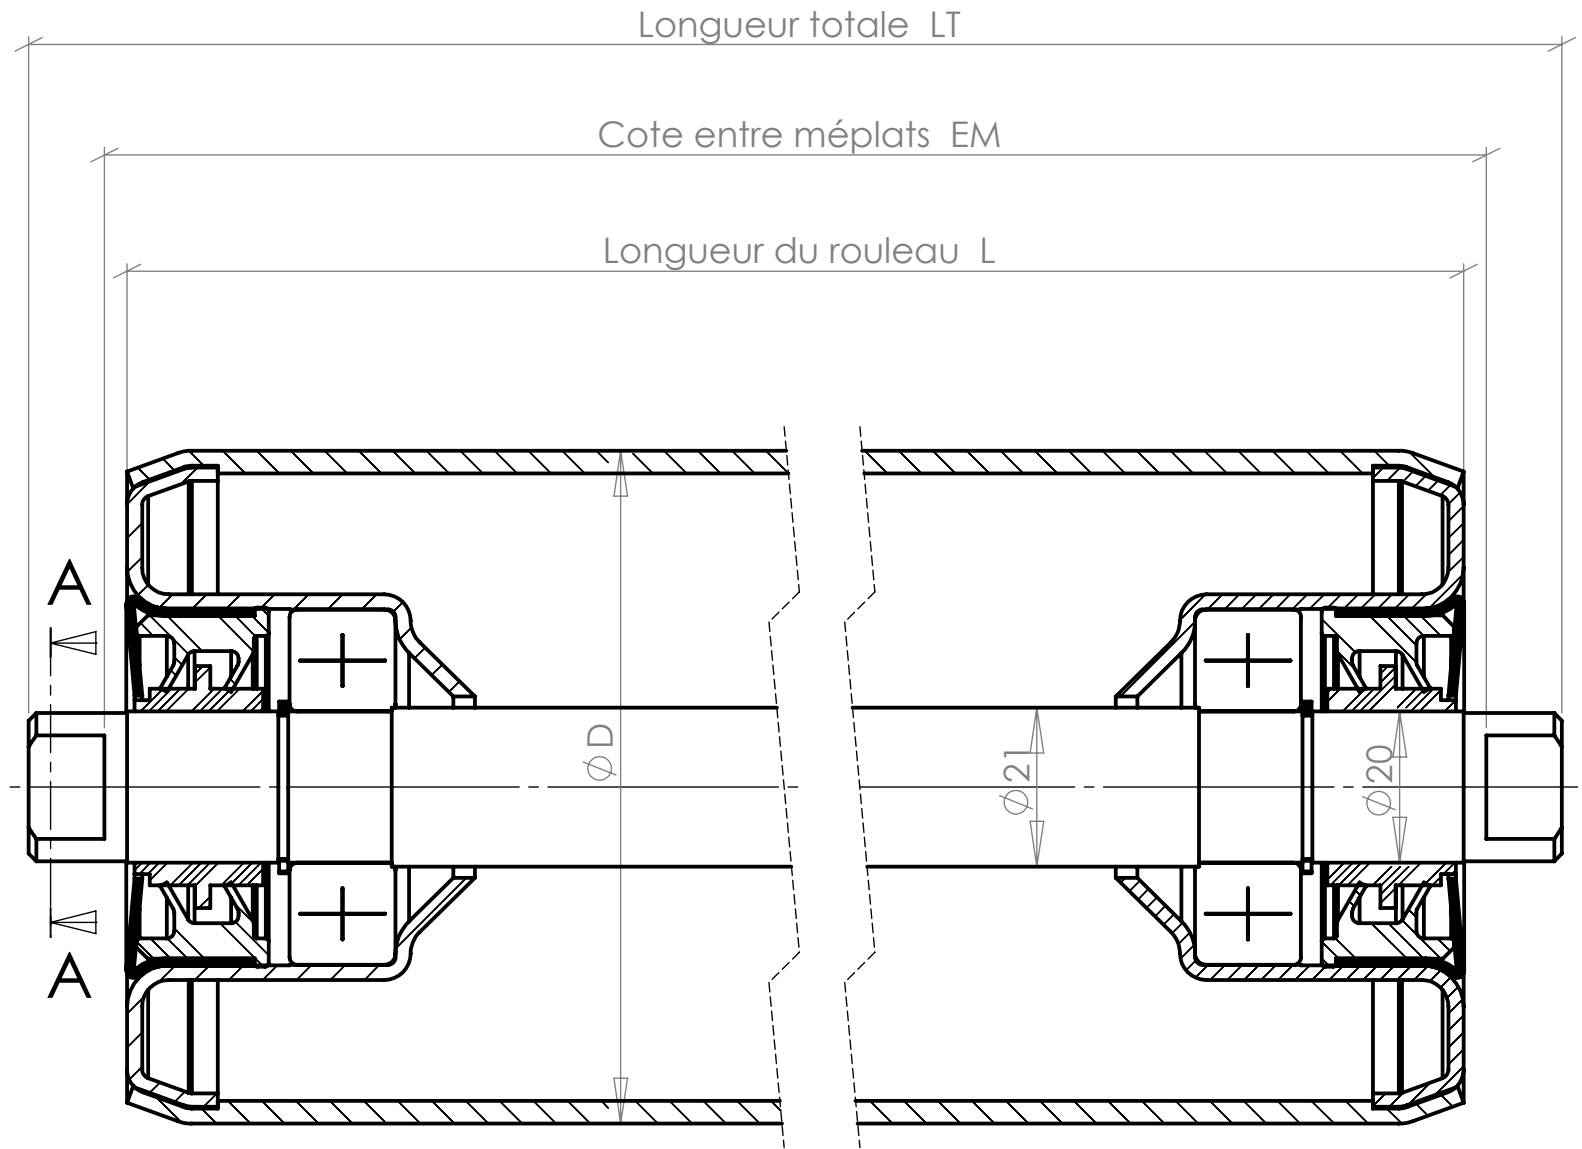 Longueur totale LT
Cote entre méplats EM
Longueur du rouleau L
A
ØD
Ø21
Ø20
A